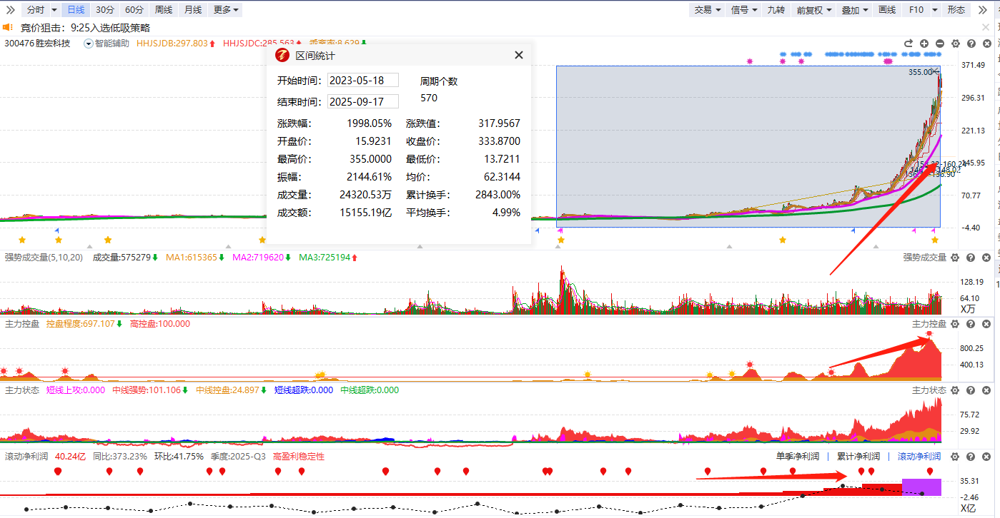 分时 日线 30分 60分 周线 月线 更多 交易 信号 九转 前复权 叠加 画线 F10 形态
竞价狙击：9:25入选低吸策略
300476 胜宏科技 智能辅助 HHJSJDB:297.803 HHJSJDC:285.563 乖离率:8.629
区间统计
355.00
371.49
开始时间： 2023-05-18 周期个数
结束时间： 2025-09-17 570
296.31
涨跌幅： 1998.05% 涨跌值： 317.9567
221.13
开盘价： 15.9231 收盘价： 333.8700
最高价： 355.0000 最低价： 13.7211
145.95
振幅： 2144.61% 均价： 62.3144
成交量： 24320.53万 累计换手： 2843.00%
70.77
成交额： 15155.19亿 平均换手： 4.99%
-4.40
强势成交量(5,10,20) 成交量:575279 MA1:615365 MA2:719620 MA3:725194 强势成交量
128.19
64.10
X万
主力控盘 控盘程度:697.107 高控盘:100.000 主力控盘
800.25
400.13
主力状态 短线上攻:0.000 中线强势:101.106 中线控盘:24.897 短线超跌:0.000 中线超跌:0.000 主力状态
75.72
29.92
滚动净利润 40.24亿 同比:373.23% 环比:41.75% 季度:2025-Q3 高盈利稳定性 单季净利润 | 累计净利润 | 滚动净利润
35.31
-2.46
X亿